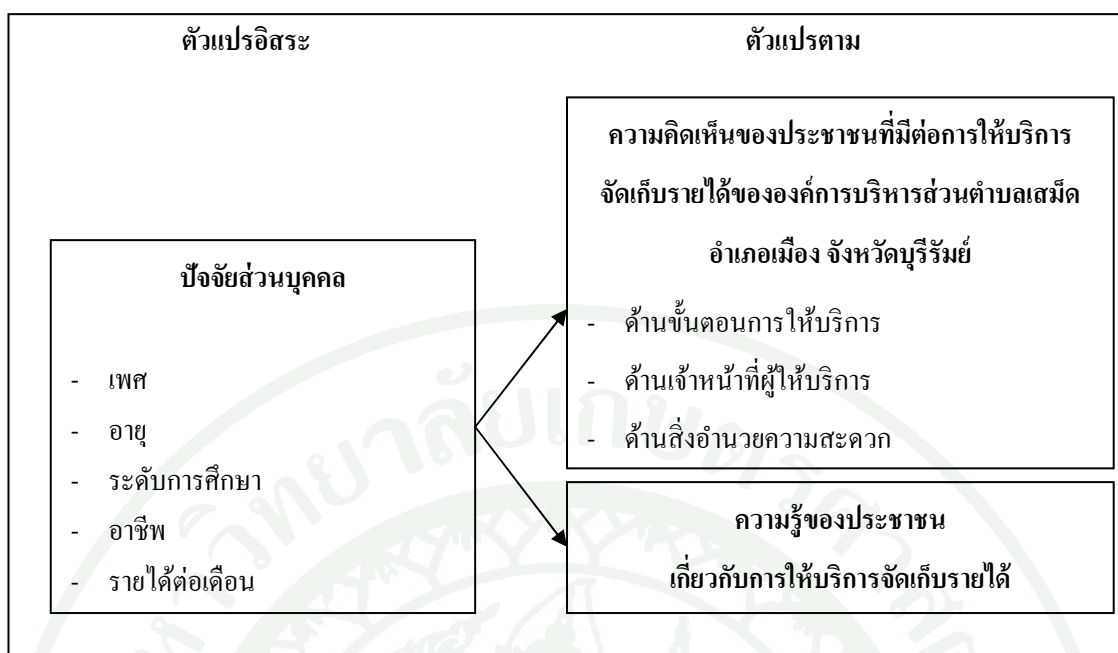 ตัวแปรอิสระ
ตัวแปรตาม
ปัจจัยส่วนบุคคล
- เพศ
- อายุ
- ระดับการศึกษา
- อาชีพ
- รายได้ต่อเดือน
ความคิดเห็นของประชาชนที่มีต่อการให้บริการ
จัดเก็บรายได้ขององค์การบริหารส่วนตำบลเสม็ด
อำเภอเมือง จังหวัดบุรีรัมย์
- ด้านขั้นตอนการให้บริการ
- ด้านเจ้าหน้าที่ผู้ให้บริการ
- ด้านสิ่งอำนวยความสะดวก
ความรู้ของประชาชน
เกี่ยวกับการให้บริการจัดเก็บรายได้